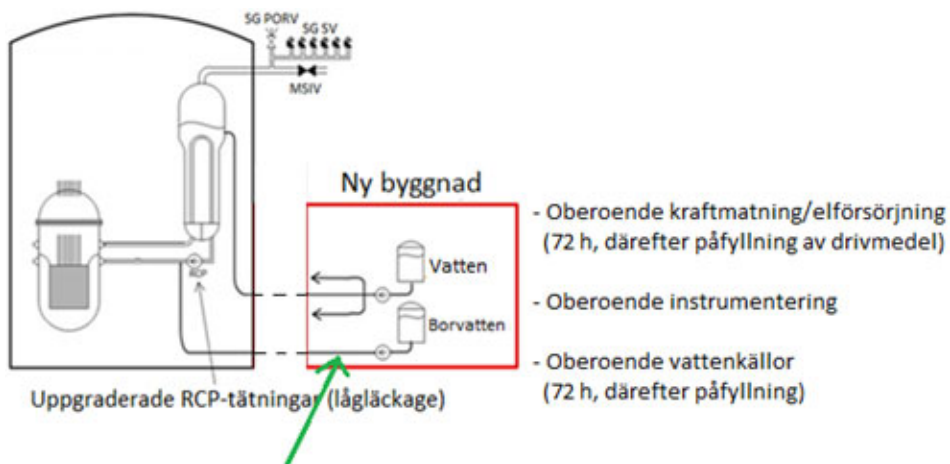 SG PORV
SG SV
MSIV
Ny byggnad
Vatten
Borvatten
RCP
Uppgraderade RCP-tätningar (lågläckage)
- Oberoende kraftmatning/elförsörjning
(72 h, därefter påfyllning av drivmedel)
- Oberoende instrumentering
- Oberoende vattenkällor
(72 h, därefter påfyllning)